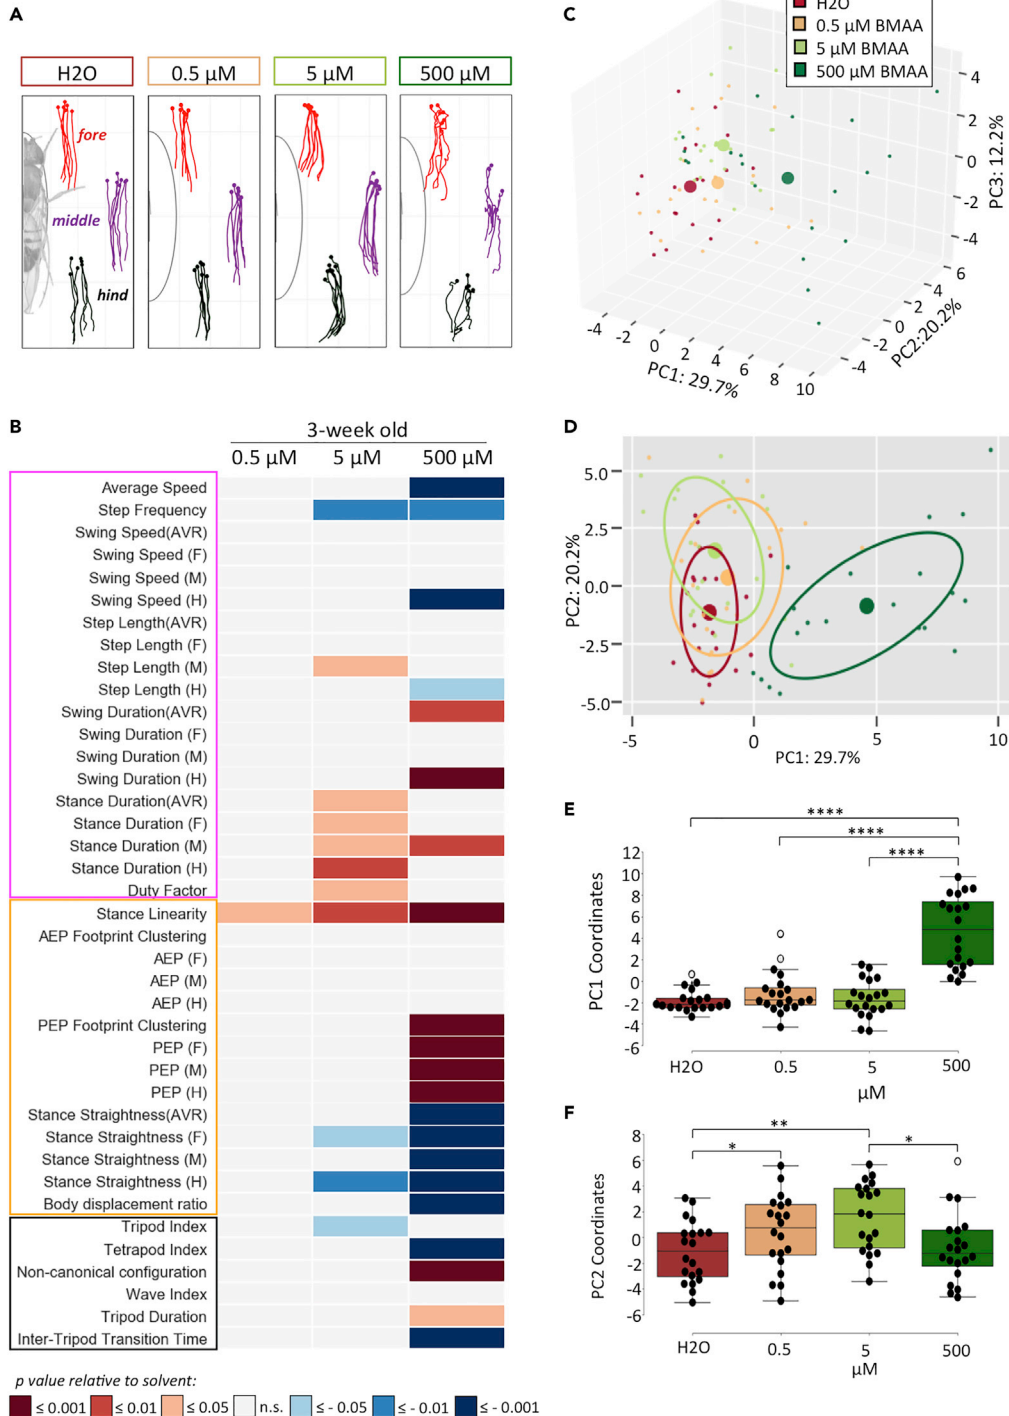 A
H2O
0.5 µM
5 µM
500 µM
fore
middle
hind
B
3-week old
0.5 µM
5 µM
500 µM
Average Speed
Step Frequency
Swing Speed(AVR)
Swing Speed (F)
Swing Speed (M)
Swing Speed (H)
Step Length(AVR)
Step Length (F)
Step Length (M)
Step Length (H)
Swing Duration(AVR)
Swing Duration (F)
Swing Duration (M)
Swing Duration (H)
Stance Duration(AVR)
Stance Duration (F)
Stance Duration (M)
Stance Duration (H)
Duty Factor
Stance Linearity
AEP Footprint Clustering
AEP (F)
AEP (M)
AEP (H)
PEP Footprint Clustering
PEP (F)
PEP (M)
PEP (H)
Stance Straightness(AVR)
Stance Straightness (F)
Stance Straightness (M)
Stance Straightness (H)
Body displacement ratio
Tripod Index
Tetrapod Index
Non-canonical configuration
Wave Index
Tripod Duration
Inter-Tripod Transition Time
p value relative to solvent:
≤ 0.001
≤ 0.01
≤ 0.05
n.s.
≤ - 0.05
≤ - 0.01
≤ - 0.001
C
H2O
0.5 µM BMAA
5 µM BMAA
500 µM BMAA
4
2
0
-2
-4
PC3: 12.2%
6
4
2
0
-2
-4
PC2:20.2%
-4
-2
0
2
4
6
8
10
PC1: 29.7%
D
5.0
2.5
0.0
-2.5
-5.0
PC2: 20.2%
-5
0
5
10
PC1: 29.7%
E
****
****
****
12
10
8
6
4
2
0
-2
-4
-6
PC1 Coordinates
H2O
0.5
5
500
µM
F
**
*
*
8
6
4
2
0
-2
-4
-6
PC2 Coordinates
H2O
0.5
5
500
µM